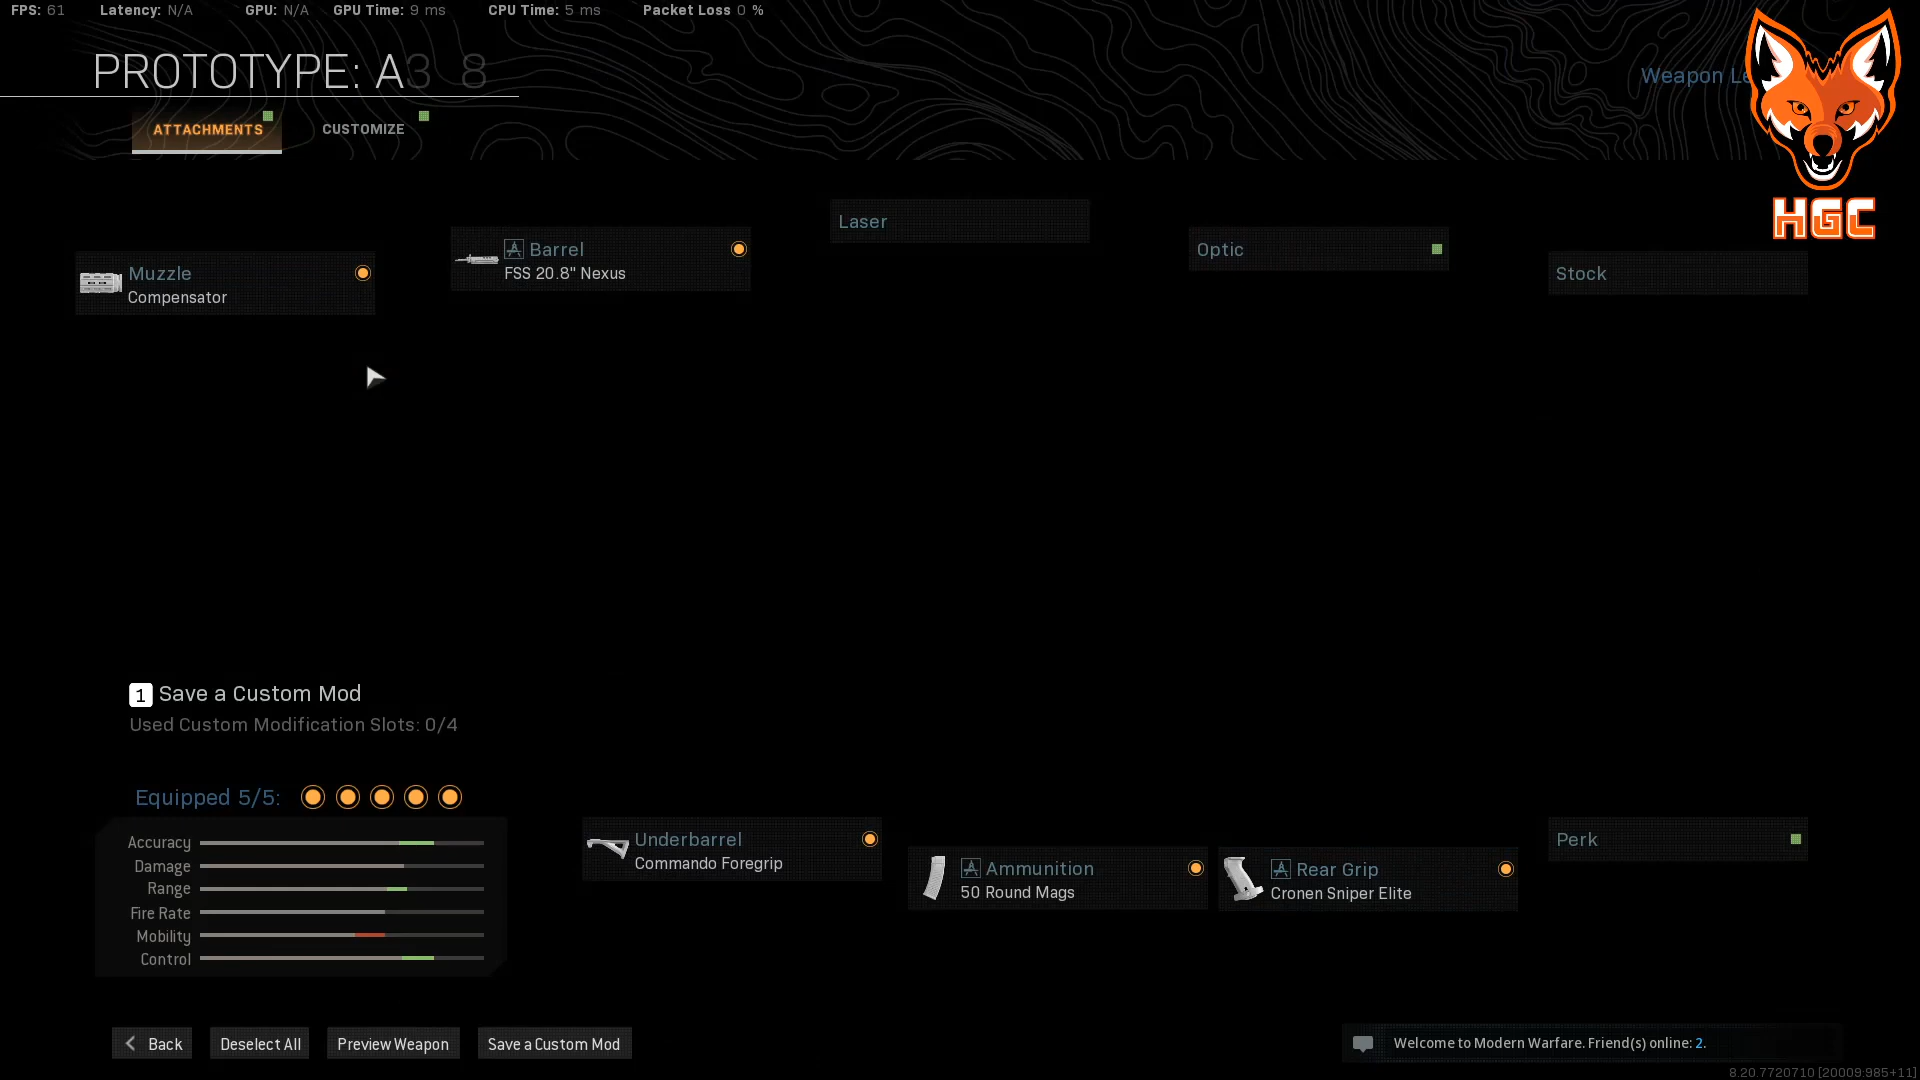 FPS: 61 Latency: N/A GPU: N/A GPU Time: 9 ms CPU Time: 5 ms Packet Loss 0 %
PROTOTYPE: A3 8
Weapon Le
HGC
ATTACHMENTS
CUSTOMIZE
Laser
Barrel
FSS 20.8" Nexus
Optic
Muzzle
Compensator
Stock
1 Save a Custom Mod
Used Custom Modification Slots: 0/4
Equipped 5/5:
Accuracy
Damage
Range
Fire Rate
Mobility
Control
Underbarrel
Commando Foregrip
Ammunition
50 Round Mags
Rear Grip
Cronen Sniper Elite
Perk
Back
Deselect All
Preview Weapon
Save a Custom Mod
Welcome to Modern Warfare. Friend(s) online: 2.
8.20.7720710 [20009:985+11]